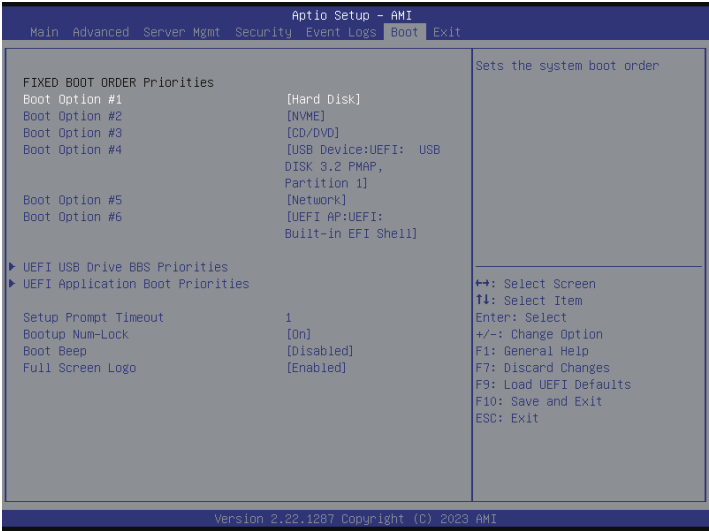 Aptio Setup – AMI
Main Advanced Server Mgmt Security Event Logs Boot Exit
FIXED BOOT ORDER Priorities
Boot Option #1 [Hard Disk]
Boot Option #2 [NVME]
Boot Option #3 [CD/DVD]
Boot Option #4 [USB Device:UEFI: USB
DISK 3.2 PMAP,
Partition 1]
Boot Option #5 [Network]
Boot Option #6 [UEFI AP:UEFI:
Built-in EFI Shell]
UEFI USB Drive BBS Priorities
UEFI Application Boot Priorities
Setup Prompt Timeout 1
Bootup Num-Lock [On]
Boot Beep [Disabled]
Full Screen Logo [Enabled]
Sets the system boot order
↔: Select Screen
↑↓: Select Item
Enter: Select
+/-: Change Option
F1: General Help
F7: Discard Changes
F9: Load UEFI Defaults
F10: Save and Exit
ESC: Exit
Version 2.22.1287 Copyright (C) 2023 AMI